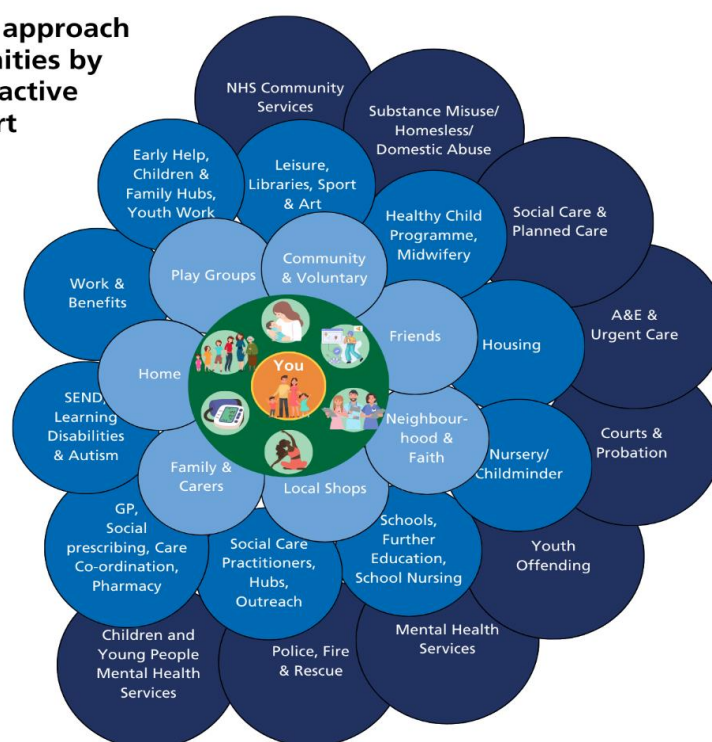 approach
nities by
active
rt
NHS Community
Services
Substance Misuse/
Homesless/
Domestic Abuse
Early Help,
Children &
Family Hubs,
Youth Work
Leisure,
Libraries, Sport
& Art
Healthy Child
Programme,
Midwifery
Social Care &
Planned Care
Work &
Benefits
Play Groups
Community
& Voluntary
Friends
Housing
A&E &
Urgent Care
Home
You
SEND,
Learning
Disabilities
& Autism
Neighbour-
hood &
Faith
Nursery/
Childminder
Courts &
Probation
Family &
Carers
Local Shops
GP,
Social
prescribing, Care
Co-ordination,
Pharmacy
Social Care
Practitioners,
Hubs,
Outreach
Schools,
Further
Education,
School Nursing
Youth
Offending
Children and
Young People
Mental Health
Services
Police, Fire
& Rescue
Mental Health
Services